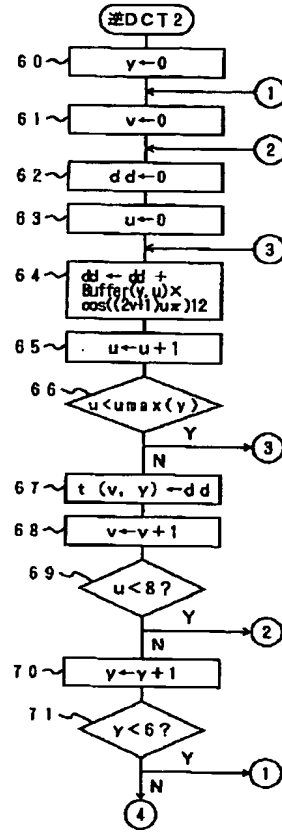 逆DCT2
60
y←0
1
61
v←0
2
62
dd←0
63
u←0
3
64
dd ← dd +
Buffer(v,u)×
cos((2v+1)uπ)12
65
u←u+1
66
u<umax(y)
Y
3
N
67
t (v, y) ←dd
68
v←v+1
69
u<8?
Y
2
N
70
y←y+1
71
y<6?
Y
1
N
4